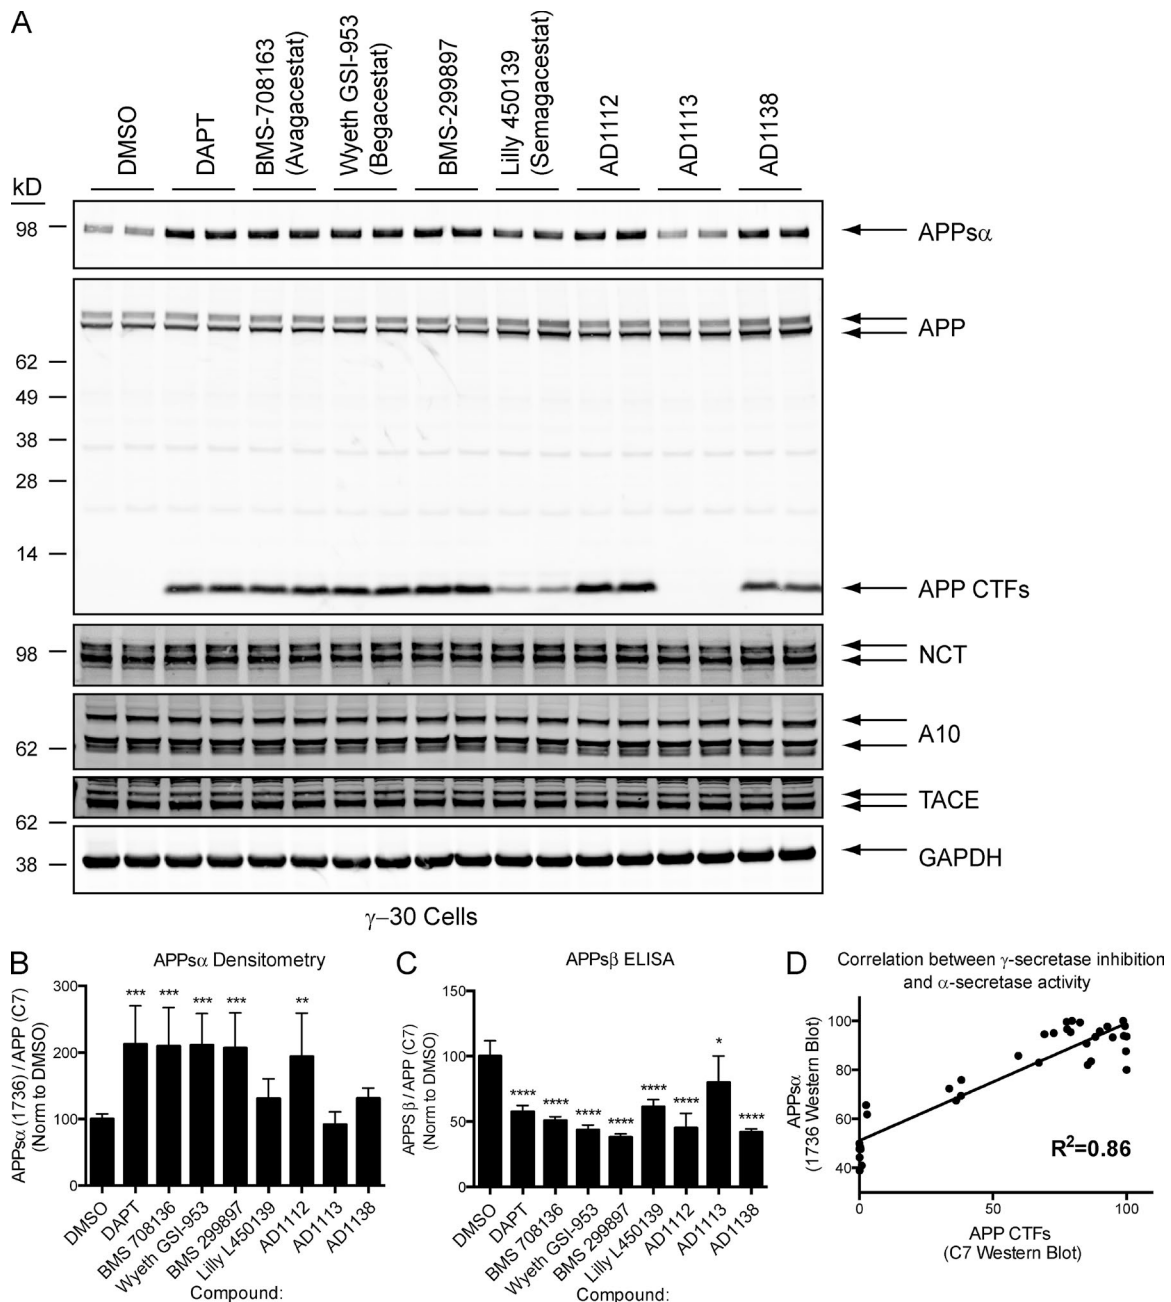 A
DMSO
DAPT
BMS-708163
(Avagacestat)
Wyeth GSI-953
(Begacestat)
BMS-299897
Lilly 450139
(Semagacestat)
AD1112
AD1113
AD1138
kD
98
APPsα
APP
62
49
38
28
14
APP CTFs
98
NCT
A10
62
TACE
62
GAPDH
38
γ–30 Cells
B
APPsα Densitometry
APPsα (1736) / APP (C7)
(Norm to DMSO)
300
200
100
0
***
***
***
***
**
DMSO
DAPT
BMS 708136
Wyeth GSI-953
BMS 299897
Lilly L450139
AD1112
AD1113
AD1138
Compound:
C
APPsβ ELISA
APPS β / APP (C7)
(Norm to DMSO)
150
100
50
0
****
****
****
****
****
****
*
****
DMSO
DAPT
BMS 708136
Wyeth GSI-953
BMS 299897
Lilly L450139
AD1112
AD1113
AD1138
Compound:
D
Correlation between γ-secretase inhibition
and α-secretase activity
APPsα
(1736 Western Blot)
100
80
60
40
R²=0.86
0
50
100
APP CTFs
(C7 Western Blot)